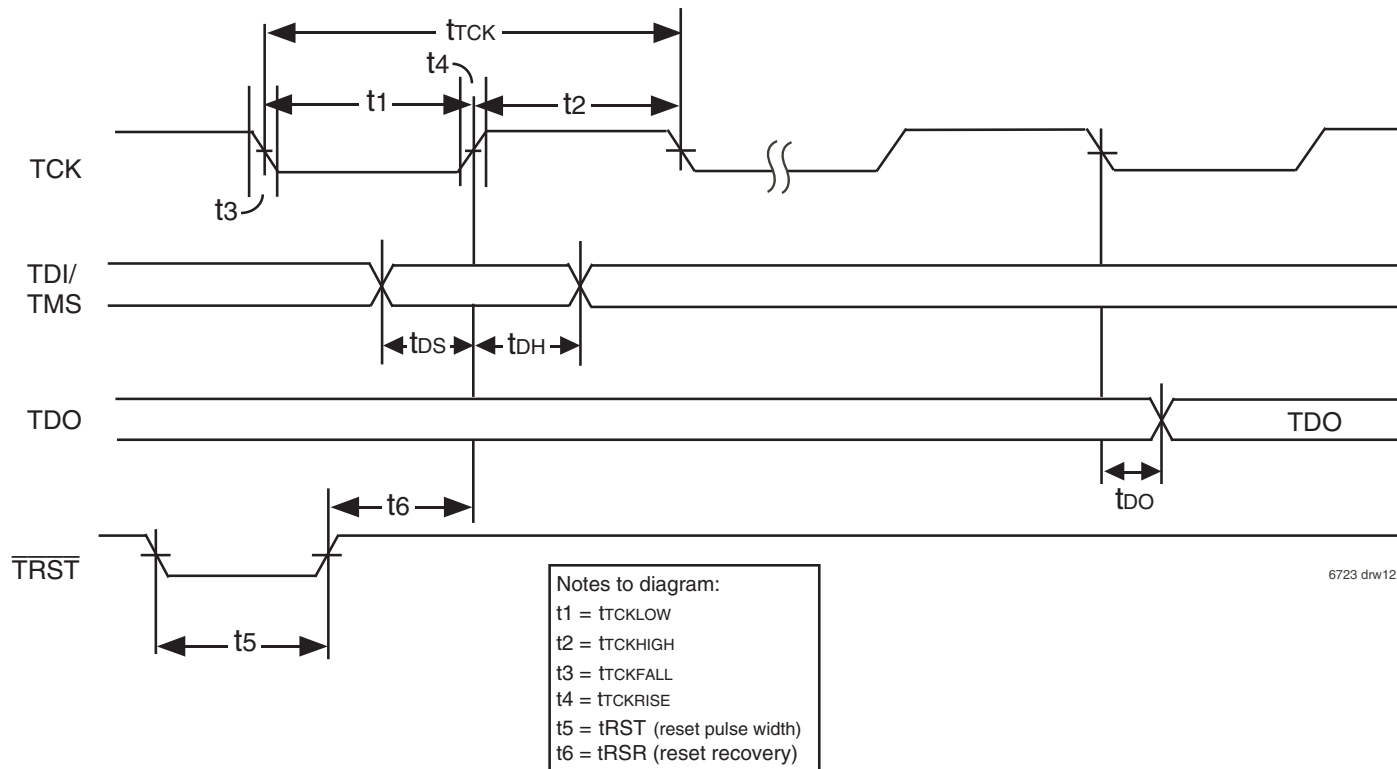 tTCK
t4
t1
t2
TCK
t3
TDI/
TMS
tDS
tDH
TDO
TDO
t6
tDO
TRST
6723 drw12
t5
Notes to diagram:
t1 = tTCKLOW
t2 = tTCKHIGH
t3 = tTCKFALL
t4 = tTCKRISE
t5 = tRST (reset pulse width)
t6 = tRSR (reset recovery)